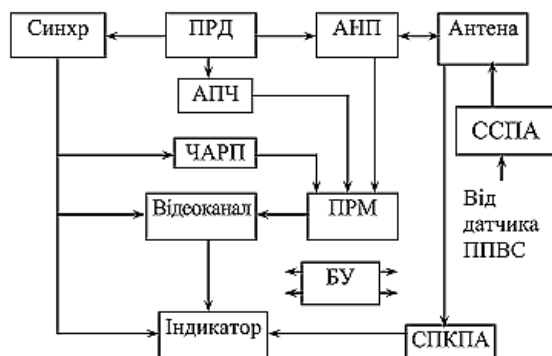 Синхр
ПРД
АНП
Антена
АПЧ
ССПА
ЧАРП
Від
датчика
ППВС
Відеоканал
ПРМ
БУ
Індикатор
СПКПА